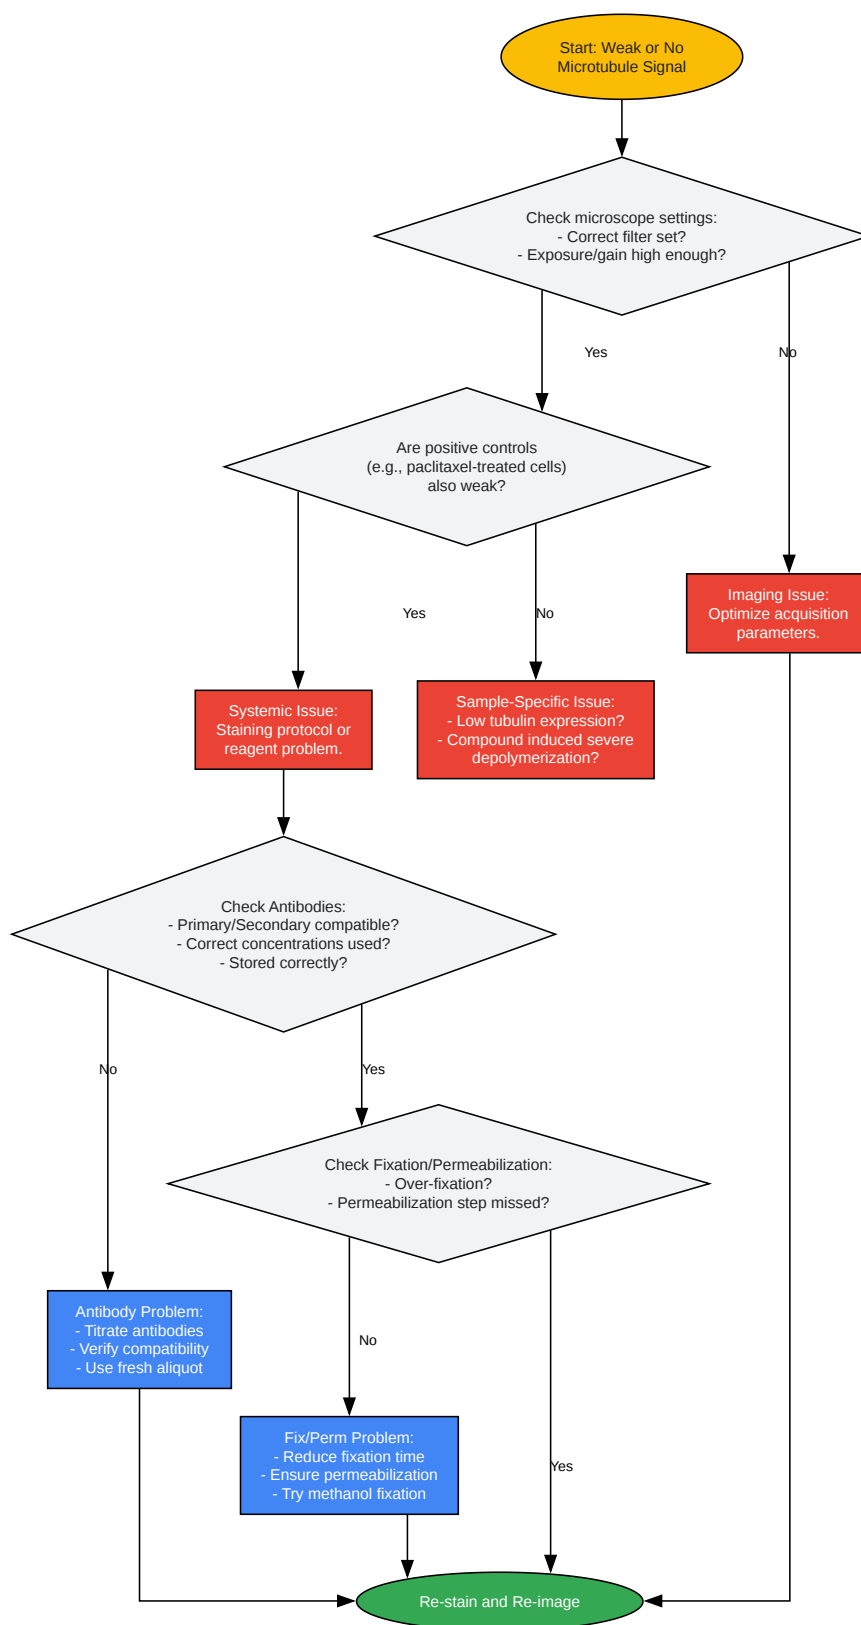 Start: Weak or No
Microtubule Signal
Check microscope settings:
- Correct filter set?
- Exposure/gain high enough?
Yes
No
Are positive controls
(e.g., paclitaxel-treated cells)
also weak?
Imaging Issue:
Optimize acquisition
parameters.
Yes
No
Systemic Issue:
Staining protocol or
reagent problem.
Sample-Specific Issue:
- Low tubulin expression?
- Compound induced severe
depolymerization?
Check Antibodies:
- Primary/Secondary compatible?
- Correct concentrations used?
- Stored correctly?
No
Yes
Check Fixation/Permeabilization:
- Over-fixation?
- Permeabilization step missed?
Antibody Problem:
- Titrate antibodies
- Verify compatibility
- Use fresh aliquot
No
Fix/Perm Problem:
- Reduce fixation time
- Ensure permeabilization
- Try methanol fixation
Yes
Re-stain and Re-image